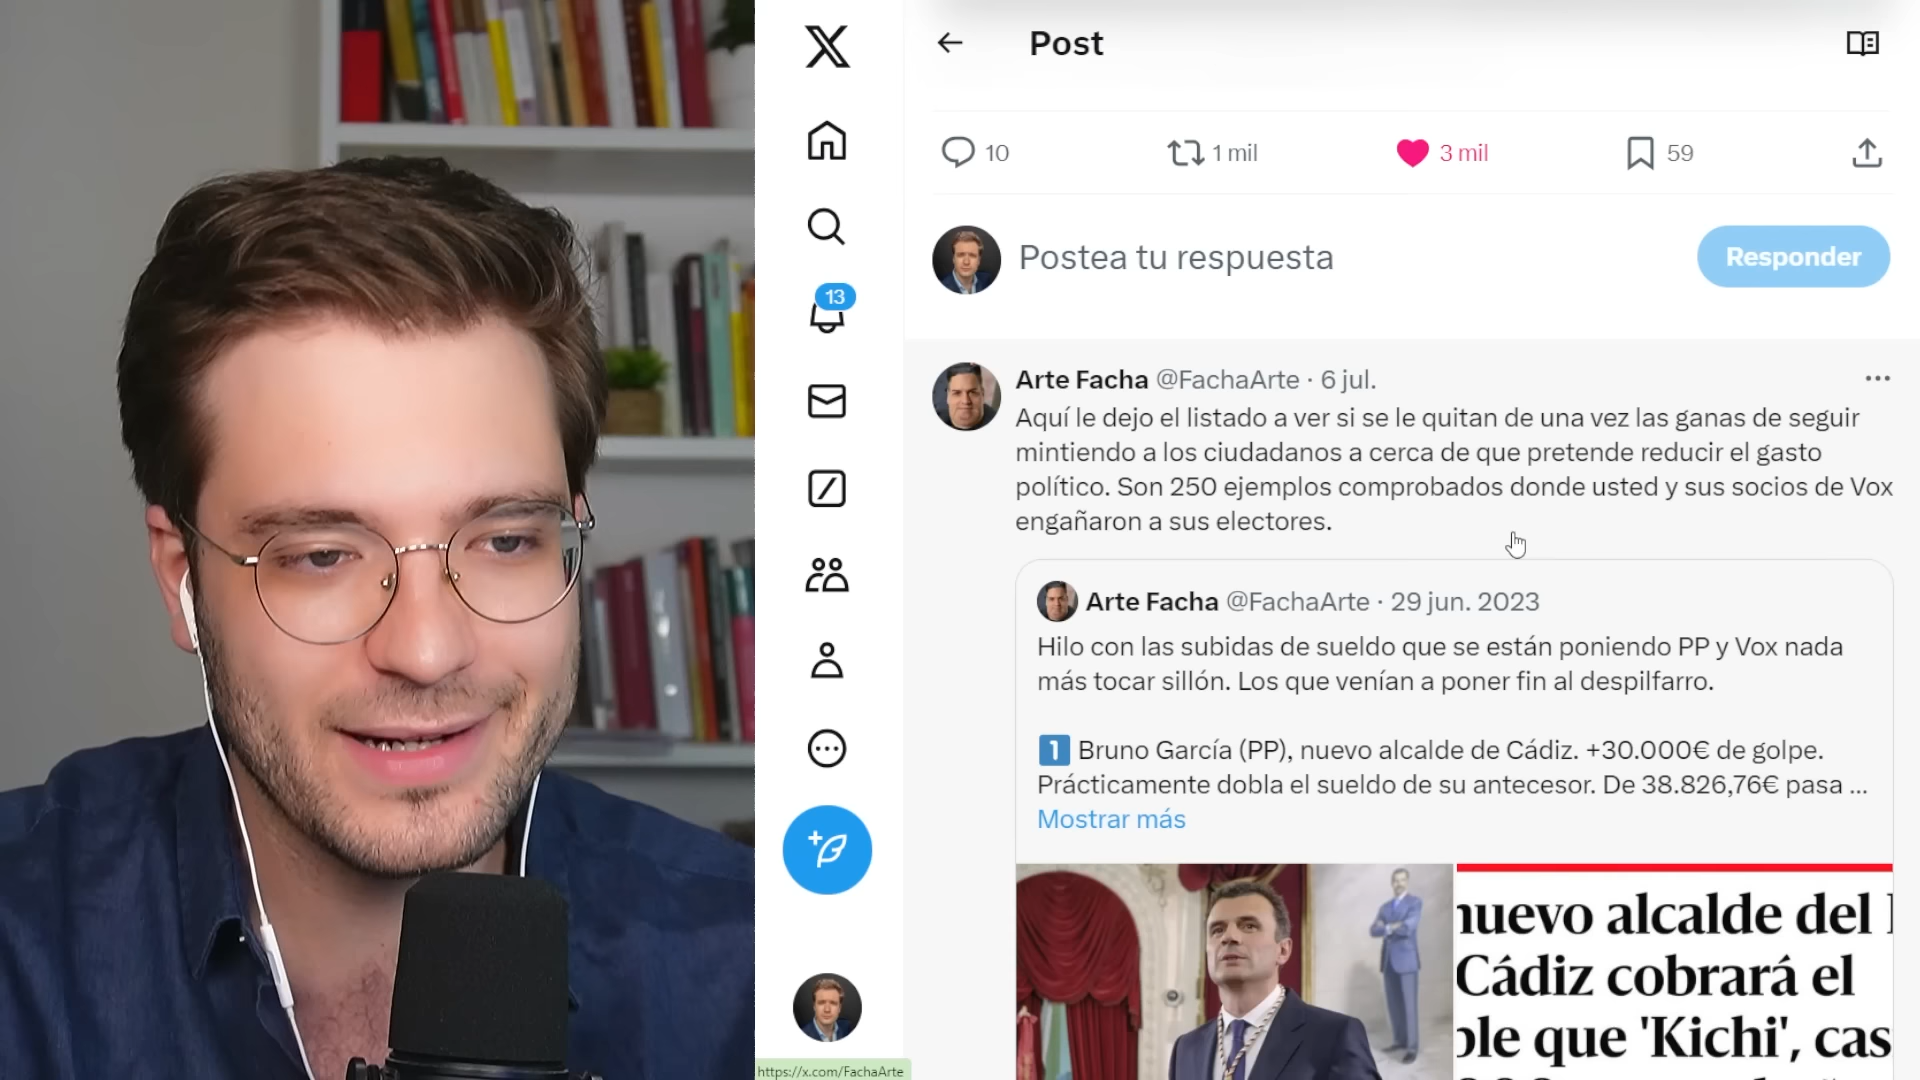 Post
10
1 mil
3 mil
59
Postea tu respuesta
Responder
13
Arte Facha @FachaArte · 6 jul.
Aquí le dejo el listado a ver si se le quitan de una vez las ganas de seguir
mintiendo a los ciudadanos a cerca de que pretende reducir el gasto
político. Son 250 ejemplos comprobados donde usted y sus socios de Vox
engañaron a sus electores.
Arte Facha @FachaArte · 29 jun. 2023
Hilo con las subidas de sueldo que se están poniendo PP y Vox nada
más tocar sillón. Los que venían a poner fin al despilfarro.
1 Bruno García (PP), nuevo alcalde de Cádiz. +30.000€ de golpe.
Prácticamente dobla el sueldo de su antecesor. De 38.826,76€ pasa ...
Mostrar más
nuevo alcalde del
Cádiz cobrará el
ble que 'Kichi', cas
https://x.com/FachaArte